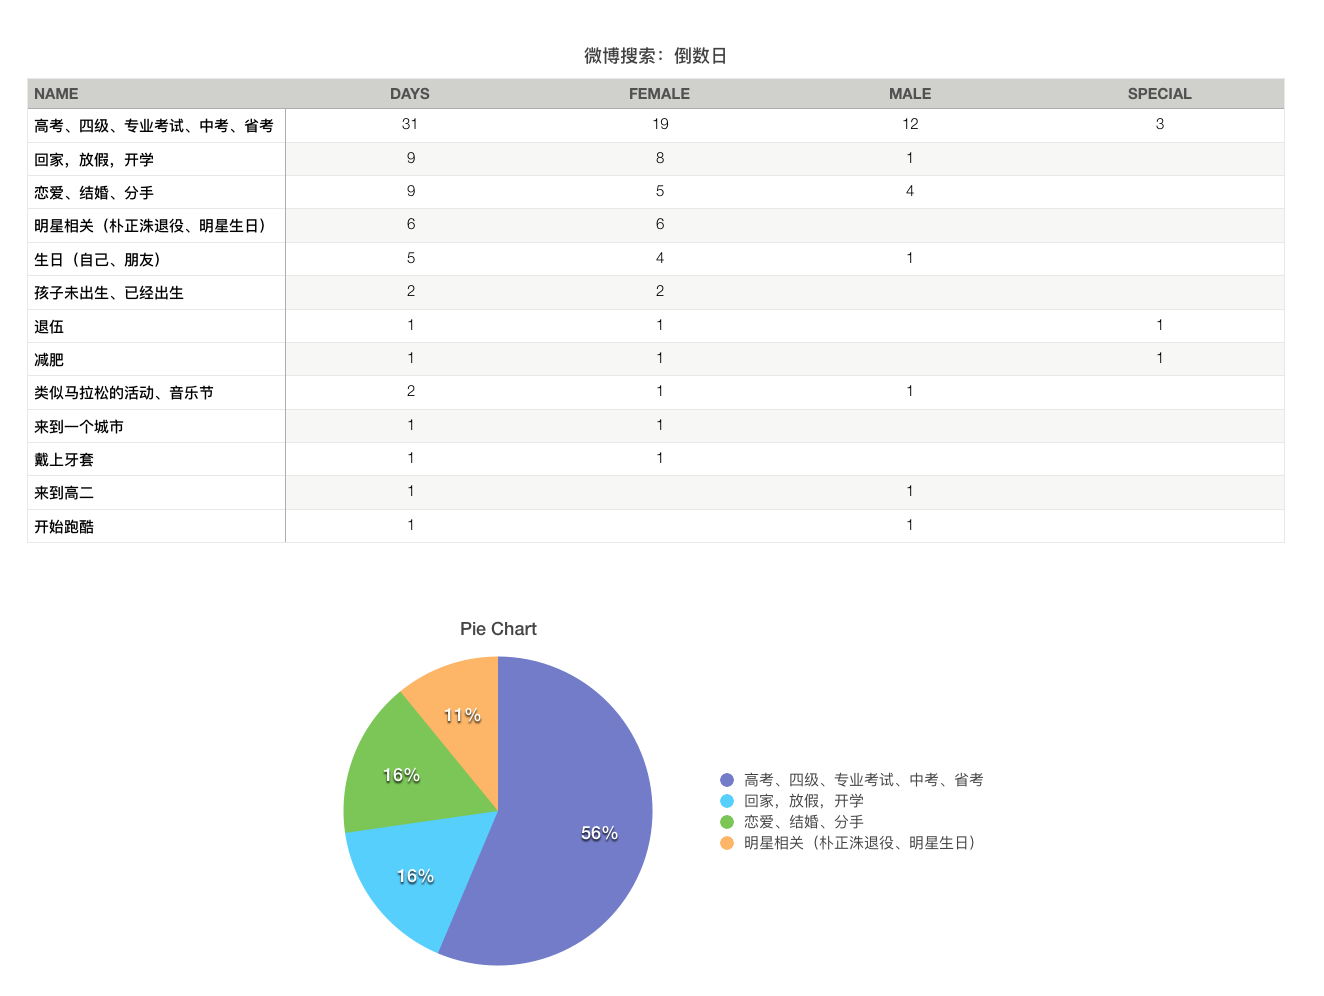 微博搜索：倒数日
NAME DAYS FEMALE MALE SPECIAL
高考、四级、专业考试、中考、省考 31 19 12 3
回家，放假，开学 9 8 1
恋爱、结婚、分手 9 5 4
明星相关（朴正洙退役、明星生日） 6 6
生日（自己、朋友） 5 4 1
孩子未出生、已经出生 2 2
退伍 1 1 1
减肥 1 1 1
类似马拉松的活动、音乐节 2 1 1
来到一个城市 1 1
戴上牙套 1 1
来到高二 1 1
开始跑酷 1 1
Pie Chart
11%
16%
56%
16%
高考、四级、专业考试、中考、省考
回家，放假，开学
恋爱、结婚、分手
明星相关（朴正洙退役、明星生日）